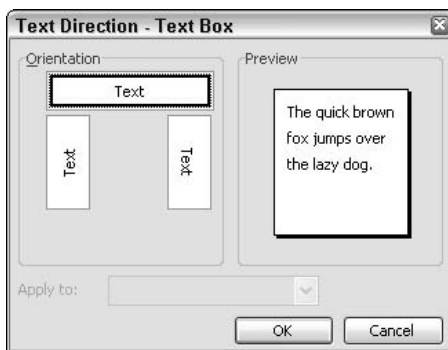 Text Direction - Text Box
Orientation
Text
Text
Text
Preview
The quick brown
fox jumps over
the lazy dog.
Apply to:
OK
Cancel